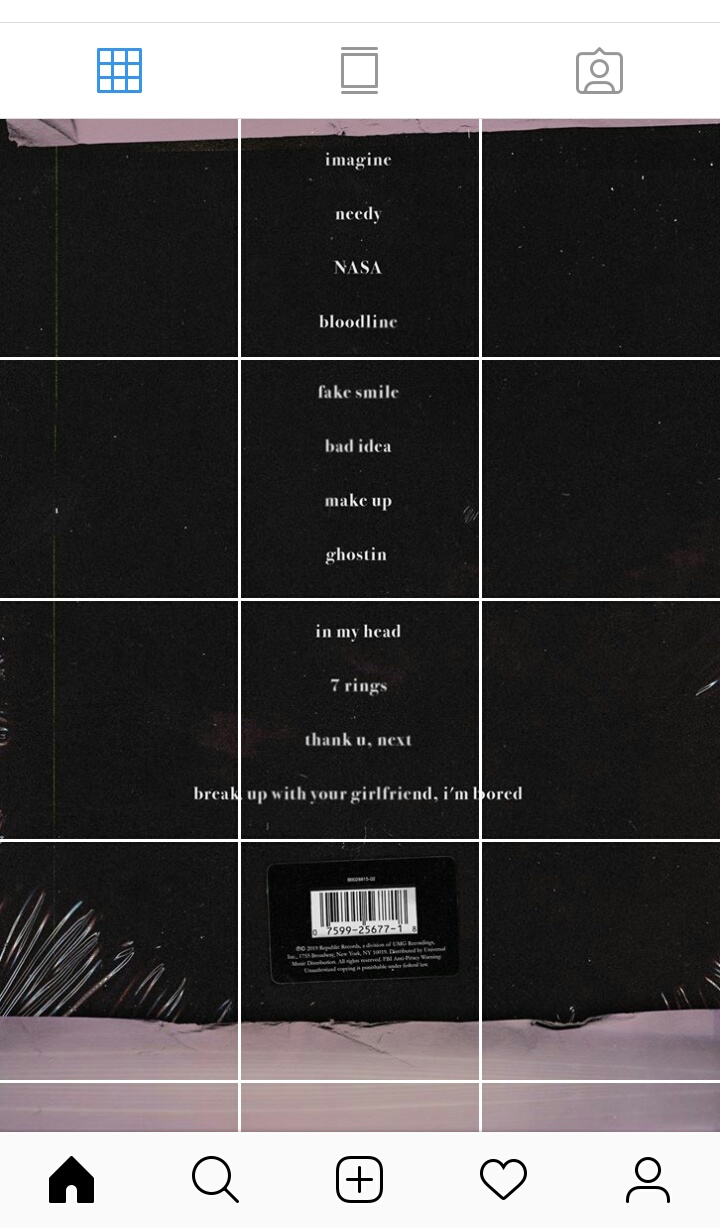 imagine
needy
NASA
bloodline
fake smile
bad idea
make up
ghostin
in my head
7 rings
thank u, next
break up with your girlfriend, i'm bored
B0029815-02
0 7599-25677-1 8
℗© 2019 Republic Records, a division of UMG Recordings,
Inc., 1755 Broadway, New York, NY 10019. Distributed by Universal
Music Distribution. All rights reserved. FBI Anti-Piracy Warning:
Unauthorized copying is punishable under federal law.